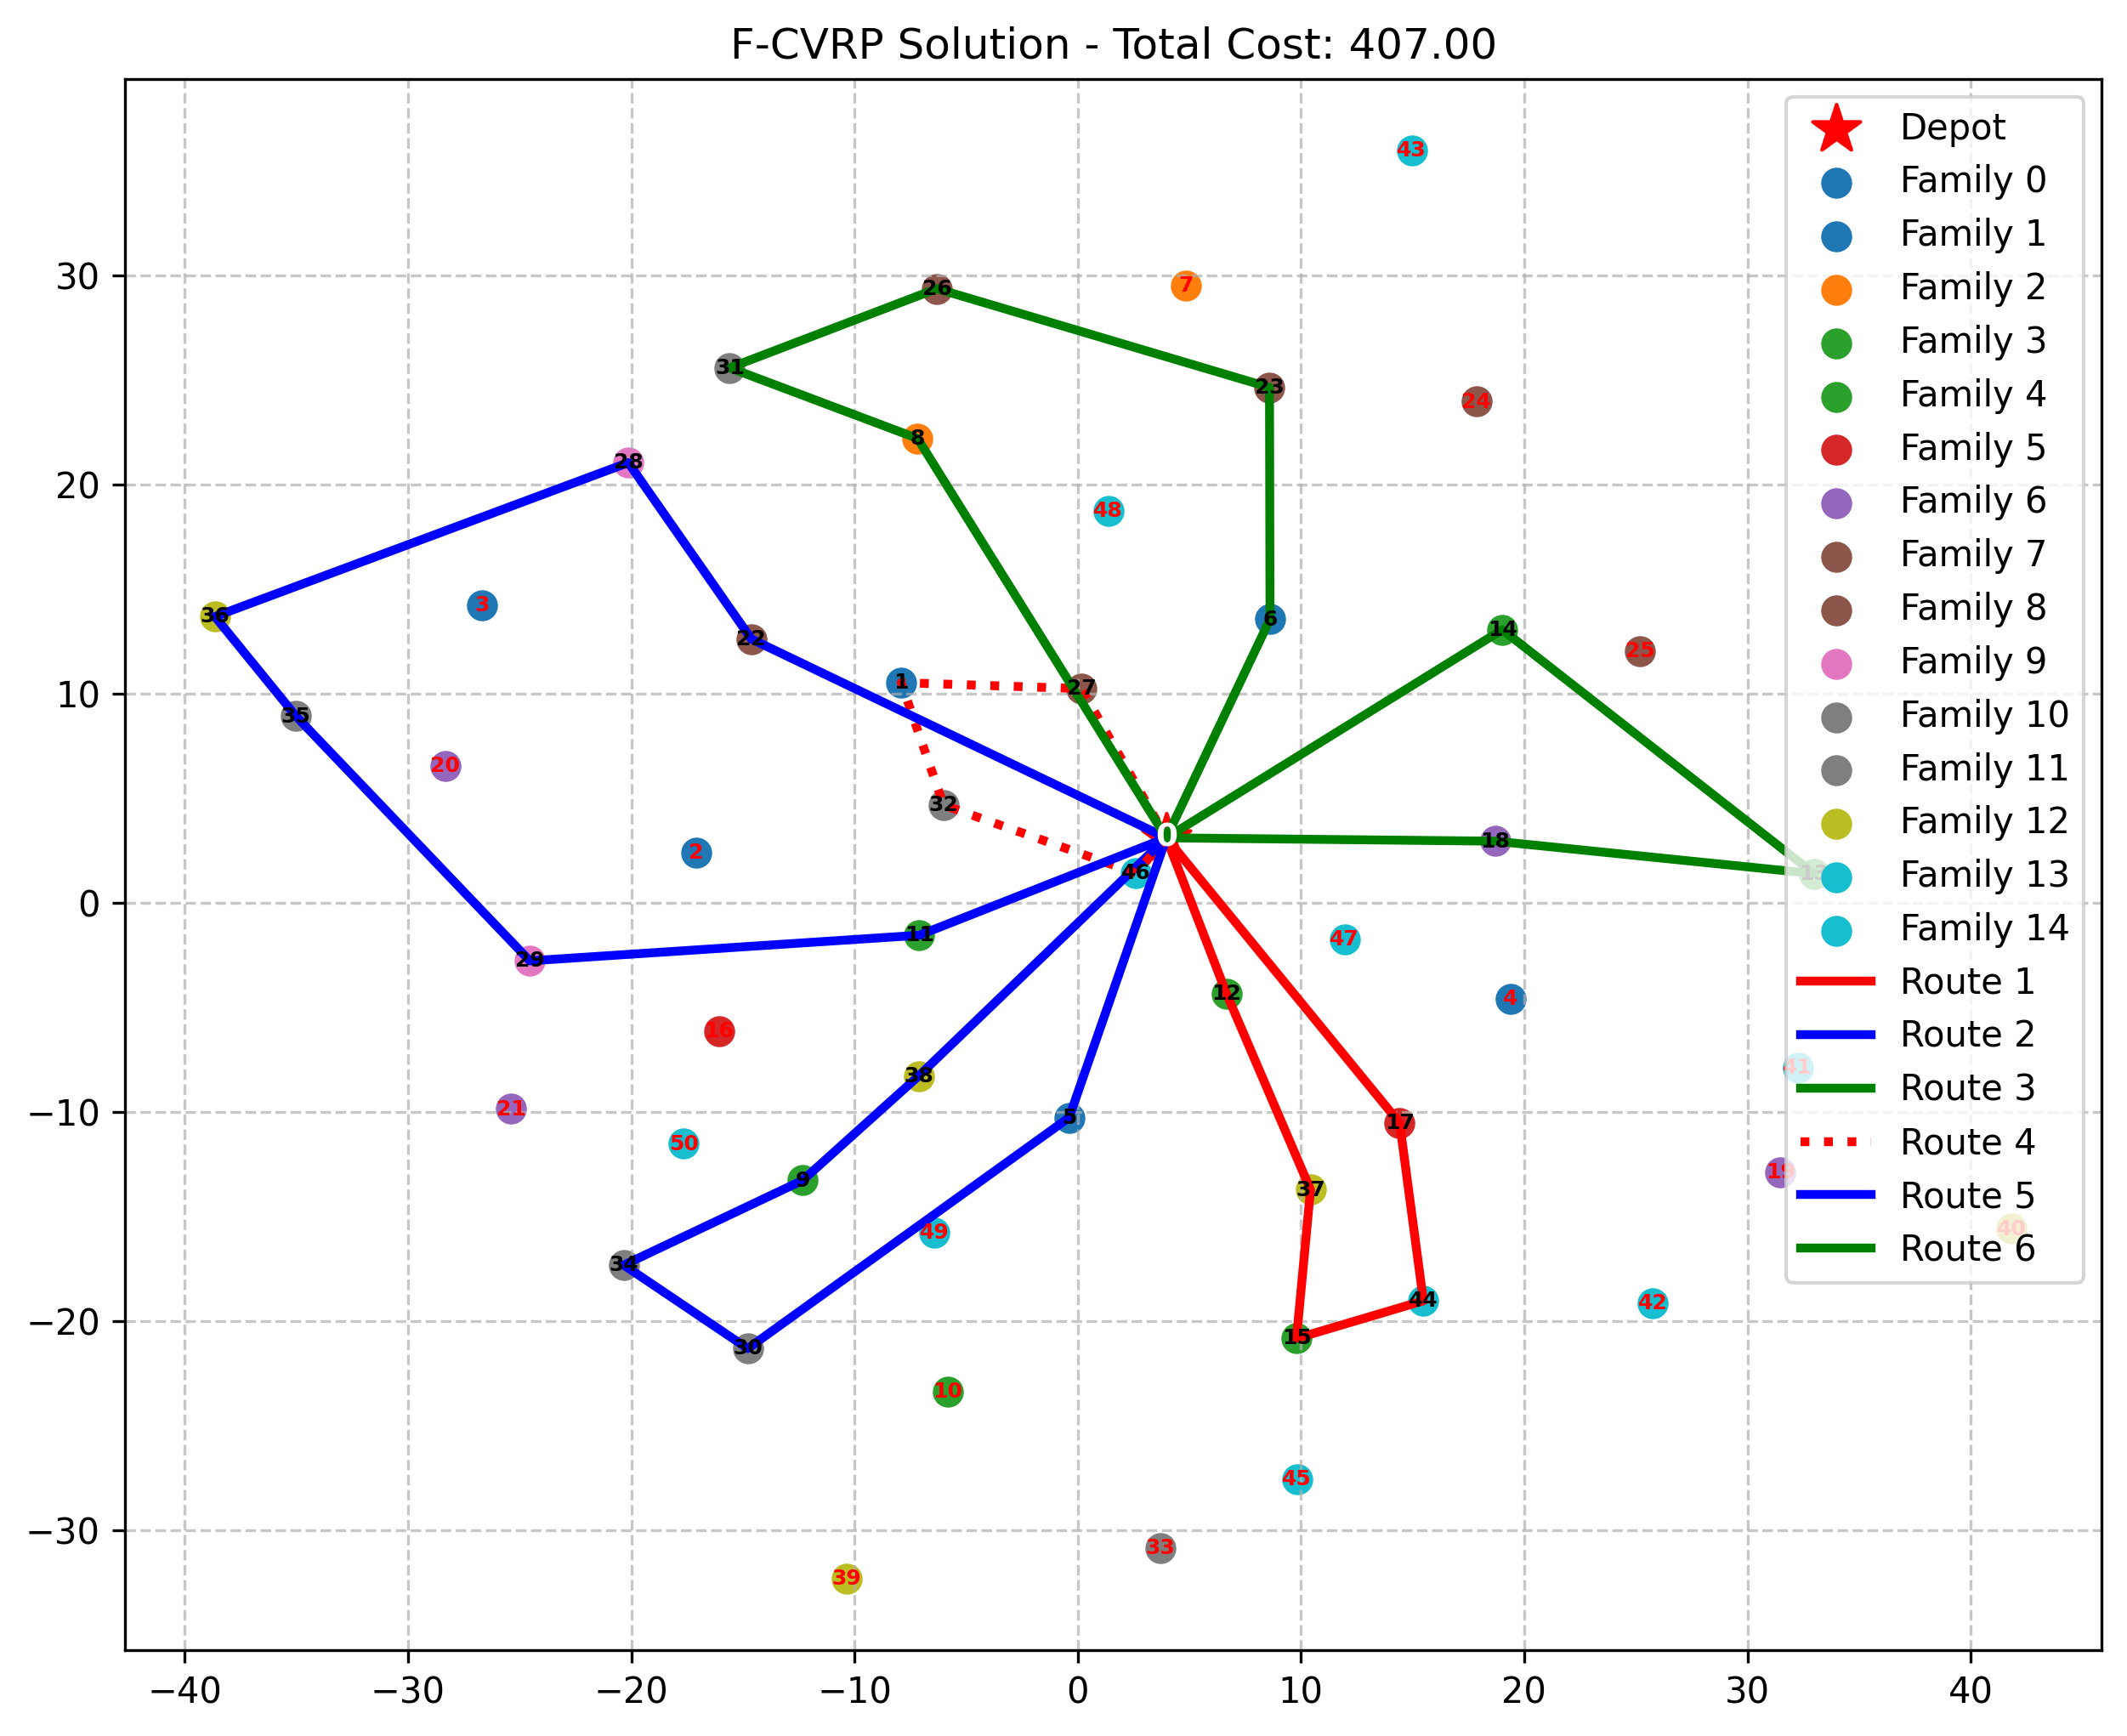 F-CVRP Solution - Total Cost: 407.00
43
Depot
Family 0
Family 1
30
26
7
Family 2
31
23
24
Family 3
8
Family 4
28
Family 5
20
48
Family 6
Family 7
3
36
6
Family 8
22
14
25
10
1
27
Family 9
35
Family 10
20
Family 11
32
0
Family 12
2
18
46
13
Family 13
0
11
47
Family 14
29
12
4
Route 1
16
Route 2
38
41
Route 3
−10
21
5
17
50
Route 4
9
37
19
Route 5
49
40
34
Route 6
−20
30
15
44
42
10
45
−30
33
39
−40
−30
−20
−10
0
10
20
30
40